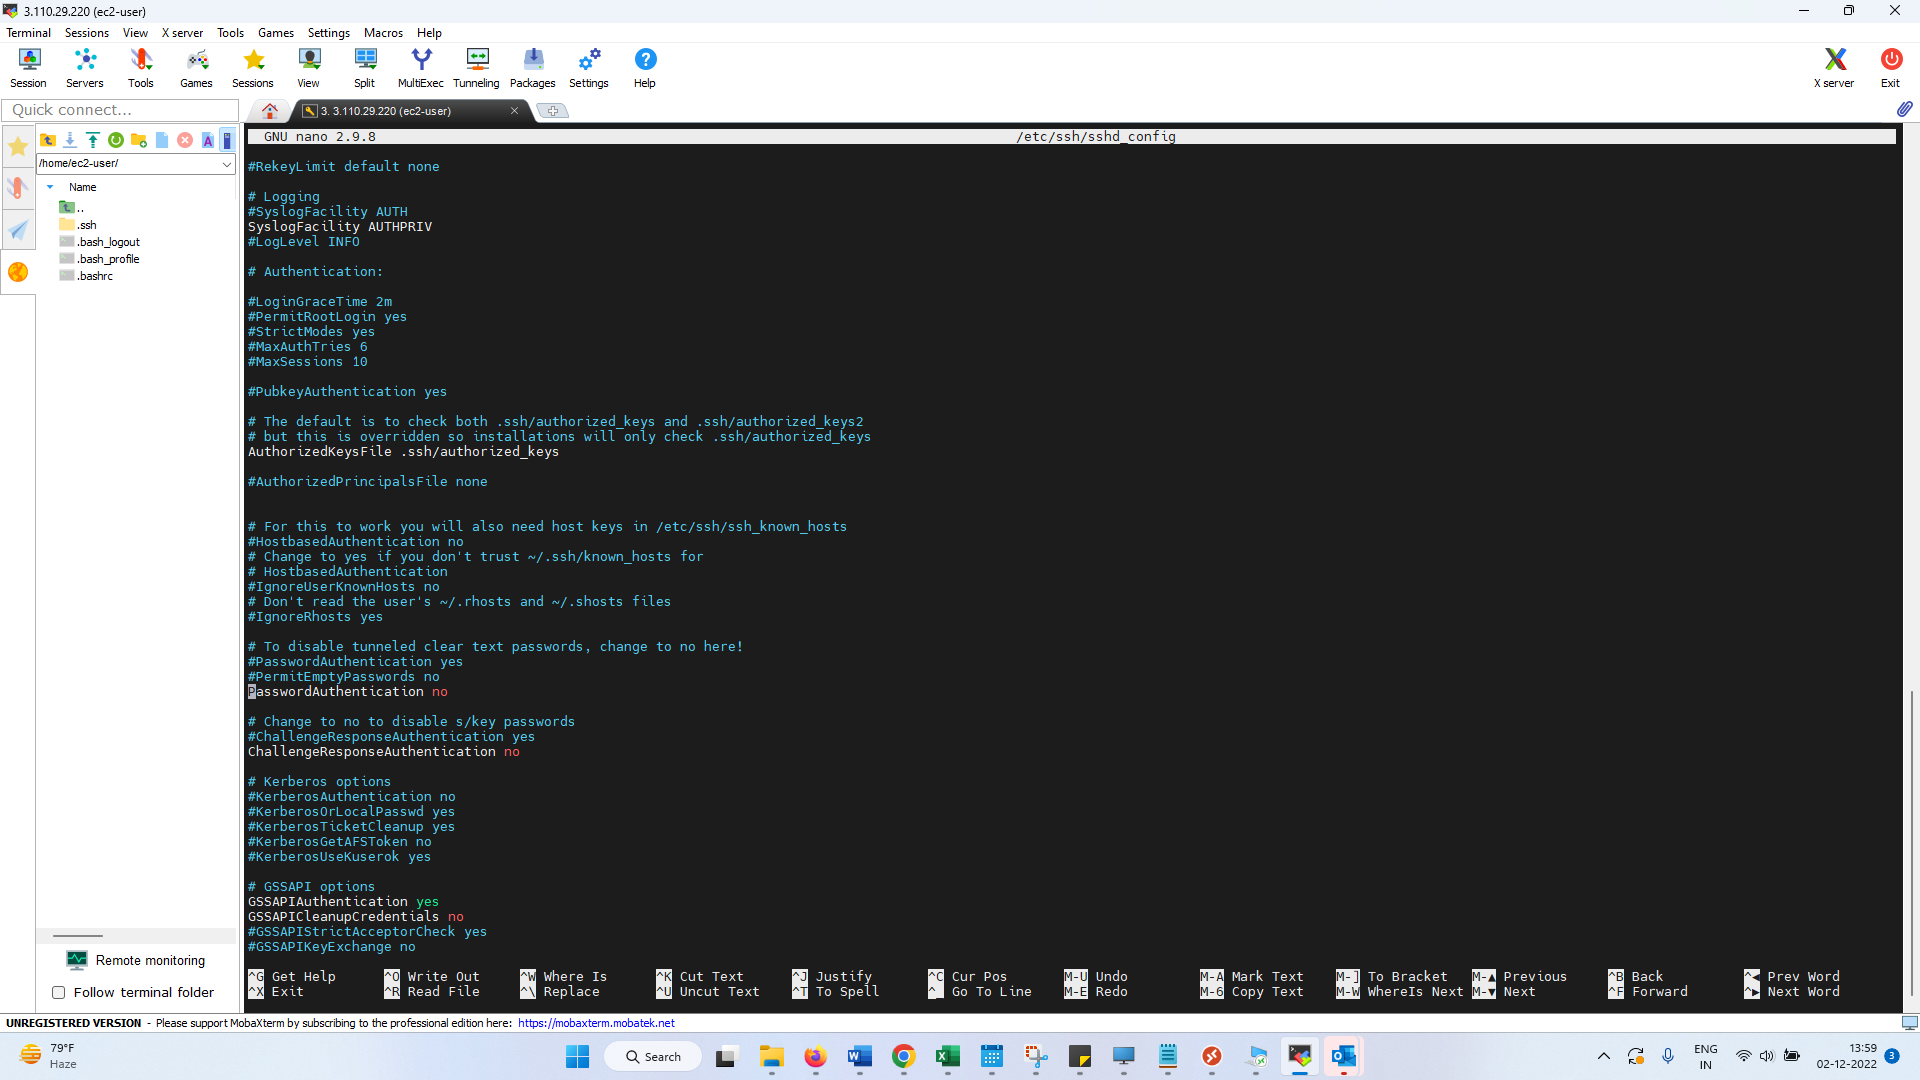 3.110.29.220 (ec2-user)
Terminal Sessions View X server Tools Games Settings Macros Help
Session Servers Tools Games Sessions View Split MultiExec Tunneling Packages Settings Help X server Exit
Quick connect...
3. 3.110.29.220 (ec2-user)
/home/ec2-user/
Name
..
.ssh
.bash_logout
.bash_profile
.bashrc
Remote monitoring
Follow terminal folder
GNU nano 2.9.8 /etc/ssh/sshd_config
#RekeyLimit default none
# Logging
#SyslogFacility AUTH
SyslogFacility AUTHPRIV
#LogLevel INFO
# Authentication:
#LoginGraceTime 2m
#PermitRootLogin yes
#StrictModes yes
#MaxAuthTries 6
#MaxSessions 10
#PubkeyAuthentication yes
# The default is to check both .ssh/authorized_keys and .ssh/authorized_keys2
# but this is overridden so installations will only check .ssh/authorized_keys
AuthorizedKeysFile .ssh/authorized_keys
#AuthorizedPrincipalsFile none
# For this to work you will also need host keys in /etc/ssh/ssh_known_hosts
#HostbasedAuthentication no
# Change to yes if you don't trust ~/.ssh/known_hosts for
# HostbasedAuthentication
#IgnoreUserKnownHosts no
# Don't read the user's ~/.rhosts and ~/.shosts files
#IgnoreRhosts yes
# To disable tunneled clear text passwords, change to no here!
#PasswordAuthentication yes
#PermitEmptyPasswords no
PasswordAuthentication no
# Change to no to disable s/key passwords
#ChallengeResponseAuthentication yes
ChallengeResponseAuthentication no
# Kerberos options
#KerberosAuthentication no
#KerberosOrLocalPasswd yes
#KerberosTicketCleanup yes
#KerberosGetAFSToken no
#KerberosUseKuserok yes
# GSSAPI options
GSSAPIAuthentication yes
GSSAPICleanupCredentials no
#GSSAPIStrictAcceptorCheck yes
#GSSAPIKeyExchange no
^G Get Help ^O Write Out ^W Where Is ^K Cut Text ^J Justify ^C Cur Pos M-U Undo M-A Mark Text M-] To Bracket M-▲ Previous ^B Back ^◀ Prev Word
^X Exit ^R Read File ^\ Replace ^U Uncut Text ^T To Spell ^_ Go To Line M-E Redo M-6 Copy Text M-W WhereIs Next M-▼ Next ^F Forward ^▶ Next Word
UNREGISTERED VERSION - Please support MobaXterm by subscribing to the professional edition here: https://mobaxterm.mobatek.net
79°F
Haze
Search
ENG
IN
13:59
02-12-2022
3